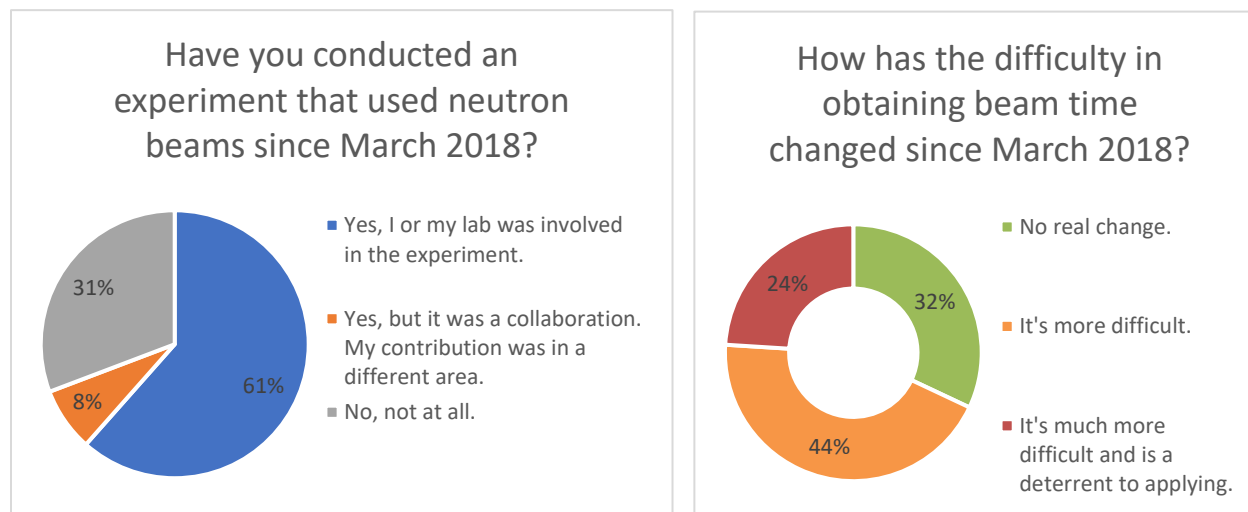 Have you conducted an
experiment that used neutron
beams since March 2018?
Yes, I or my lab was involved
in the experiment.
Yes, but it was a collaboration.
My contribution was in a
different area.
No, not at all.
31%
8%
61%
How has the difficulty in
obtaining beam time
changed since March 2018?
No real change.
It's more difficult.
It's much more
difficult and is a
deterrent to applying.
24%
32%
44%